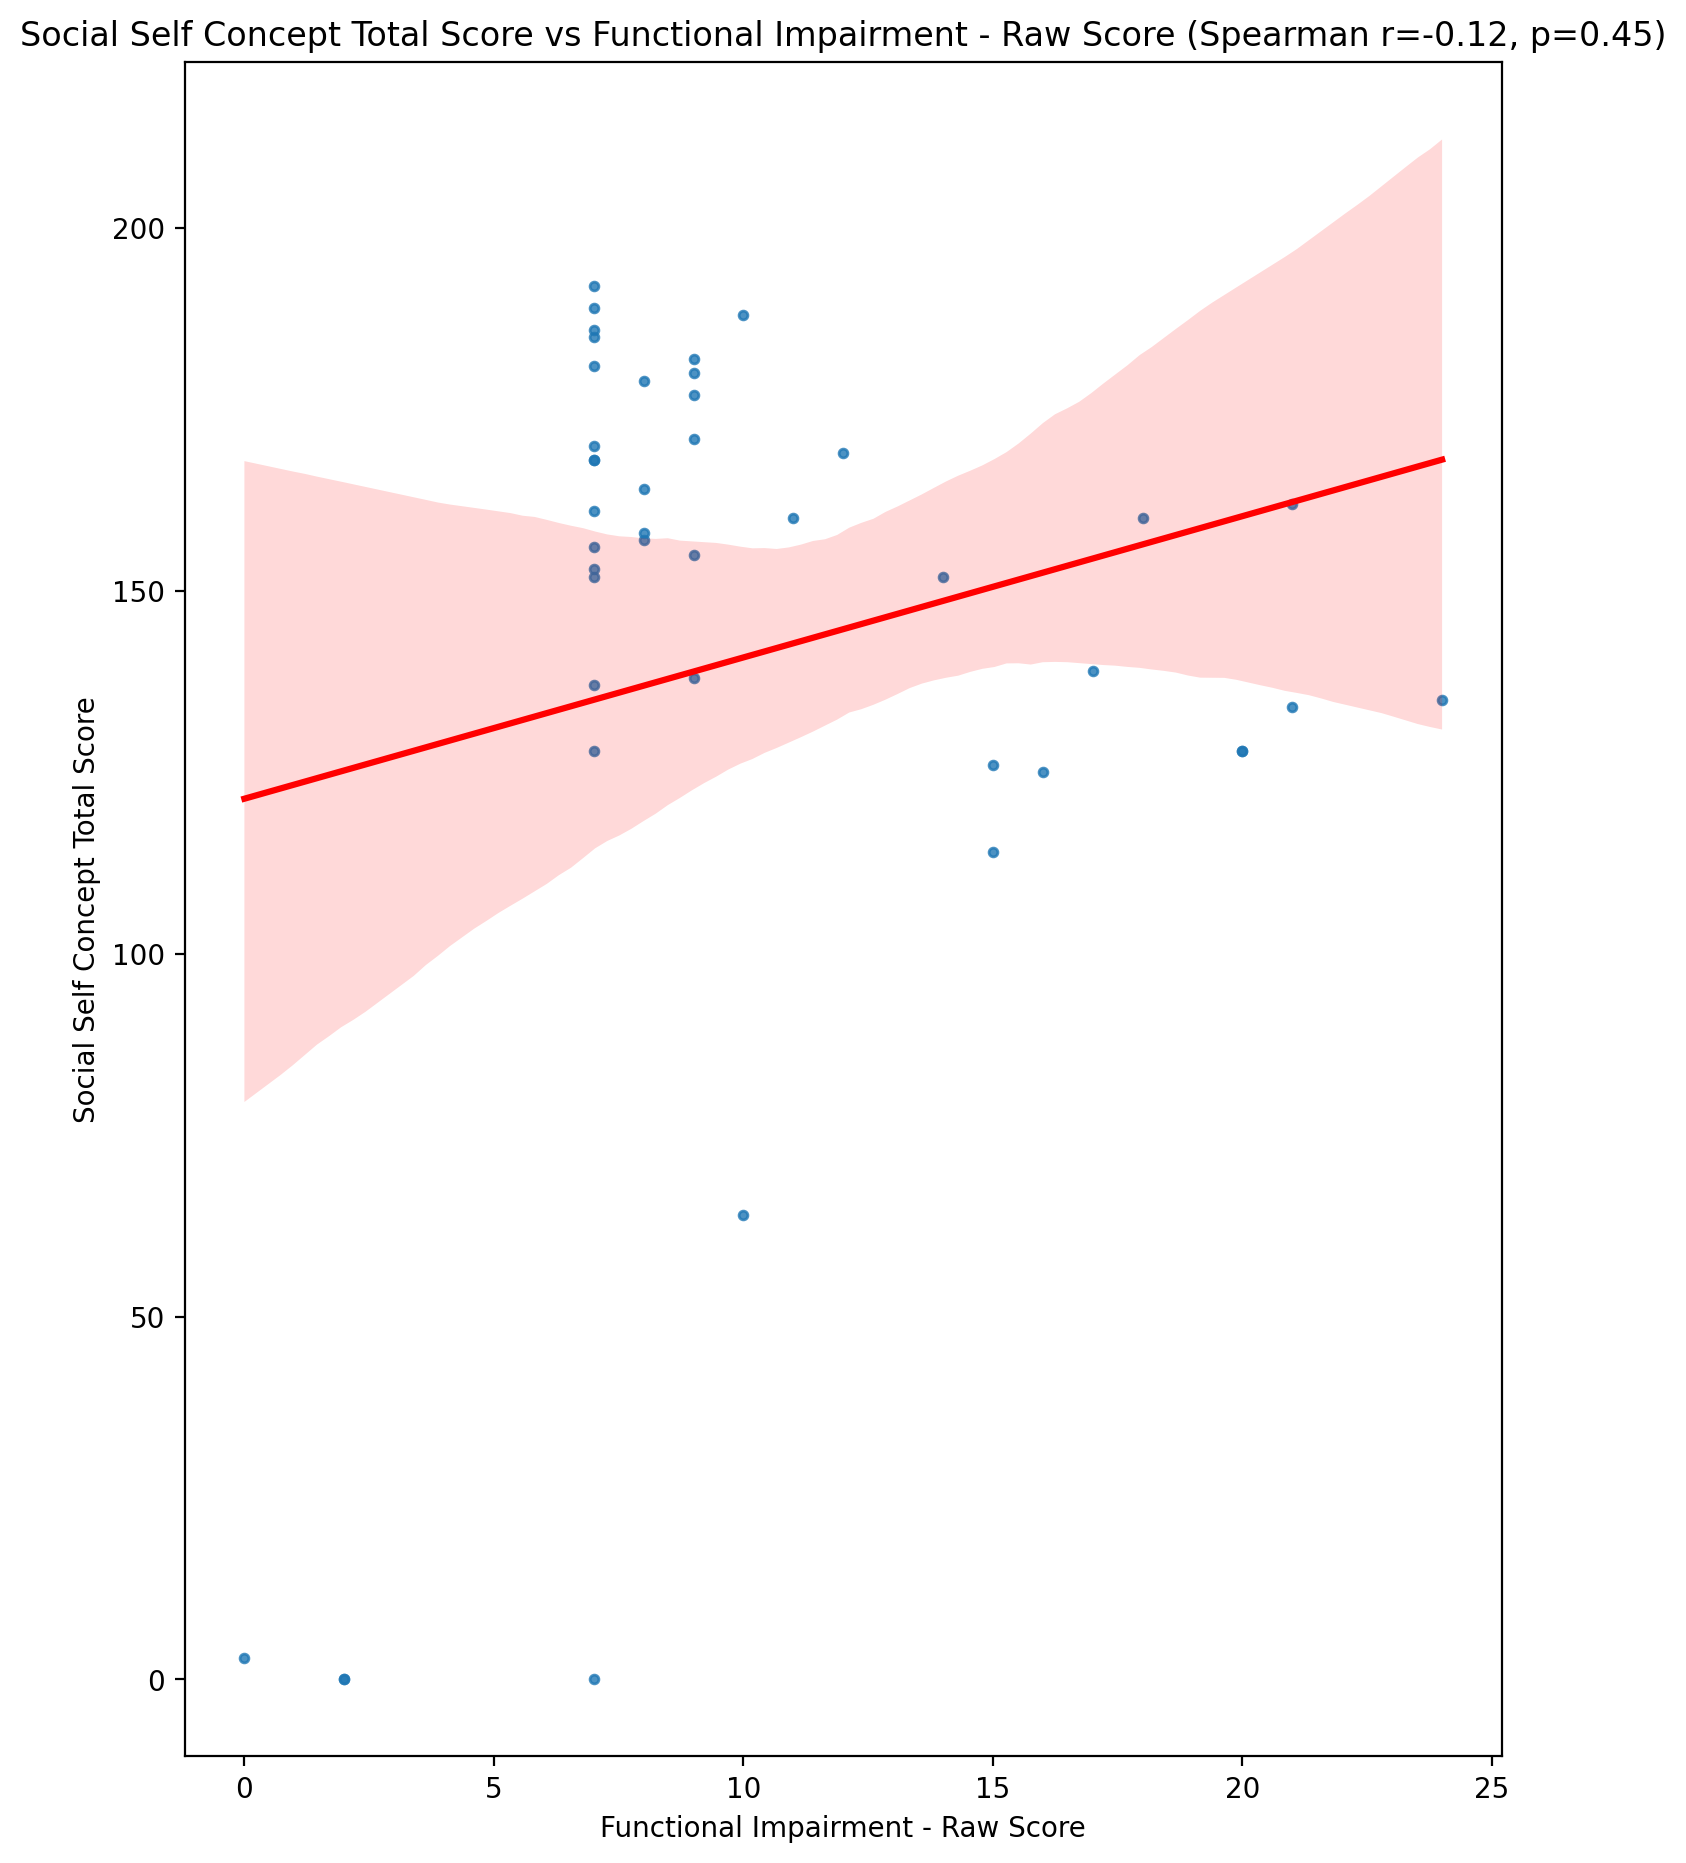 Social Self Concept Total Score vs Functional Impairment - Raw Score (Spearman r=-0.12, p=0.45)
Social Self Concept Total Score
200
150
100
50
0
0 5 10 15 20 25
Functional Impairment - Raw Score